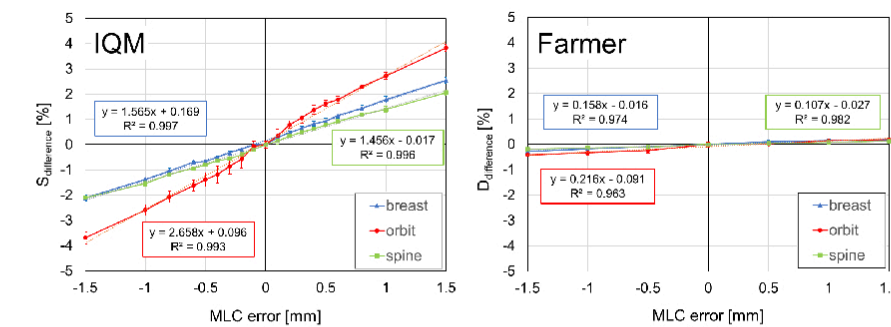 IQM
S difference [%]
5
4
3
2
1
0
-1
-2
-3
-4
-5
y = 1.565x + 0.169
R² = 0.997
y = 1.456x - 0.017
R² = 0.996
y = 2.658x + 0.096
R² = 0.993
breast
orbit
spine
-1.5 -1 -0.5 0 0.5 1 1.5
MLC error [mm]
Farmer
D difference [%]
5
4
3
2
1
0
-1
-2
-3
-4
-5
y = 0.158x - 0.016
R² = 0.974
y = 0.107x - 0.027
R² = 0.982
y = 0.216x - 0.091
R² = 0.963
breast
orbit
spine
-1.5 -1 -0.5 0 0.5 1 1.
MLC error [mm]